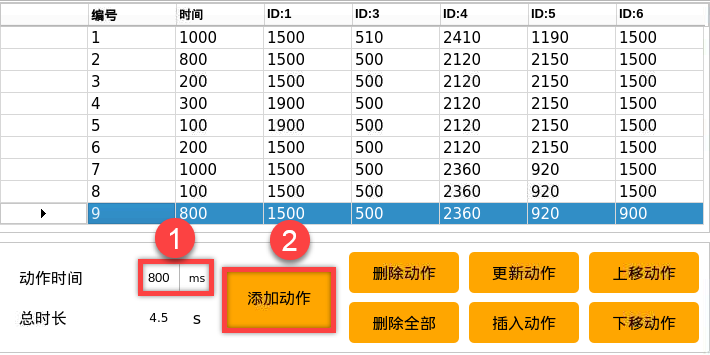 编号 时间 ID:1 ID:3 ID:4 ID:5 ID:6
1 1000 1500 510 2410 1190 1500
2 800 1500 500 2120 2150 1500
3 200 1500 500 2120 2150 1500
4 300 1900 500 2120 2150 1500
5 100 1900 500 2120 2150 1500
6 200 1500 500 2120 2150 1500
7 1000 1500 500 2360 920 1500
8 100 1500 500 2360 920 1500
9 800 1500 500 2360 920 900
1 2
动作时间 800 ms 添加动作 删除动作 更新动作 上移动作
总时长 4.5 s 删除全部 插入动作 下移动作